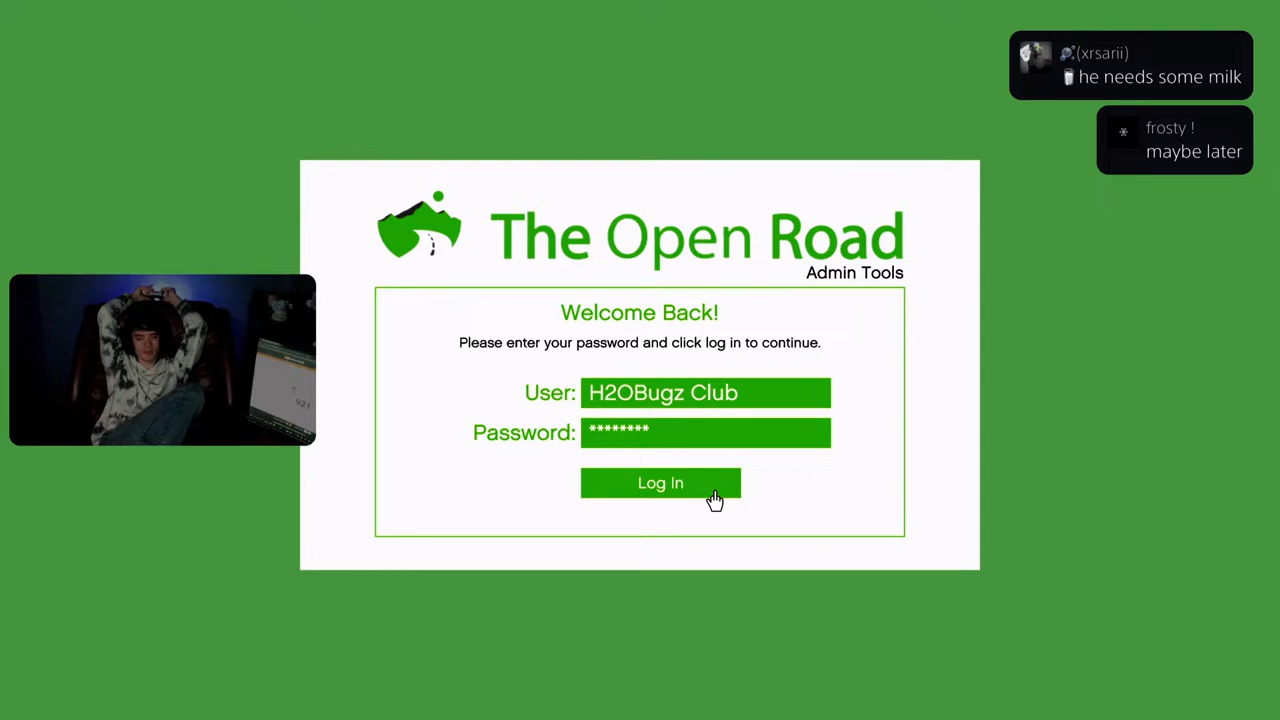 (xrsarii)
🥛he needs some milk
frosty !
maybe later
The Open Road
Admin Tools
Welcome Back!
Please enter your password and click log in to continue.
User: H2OBugz Club
Password: ********
Log In